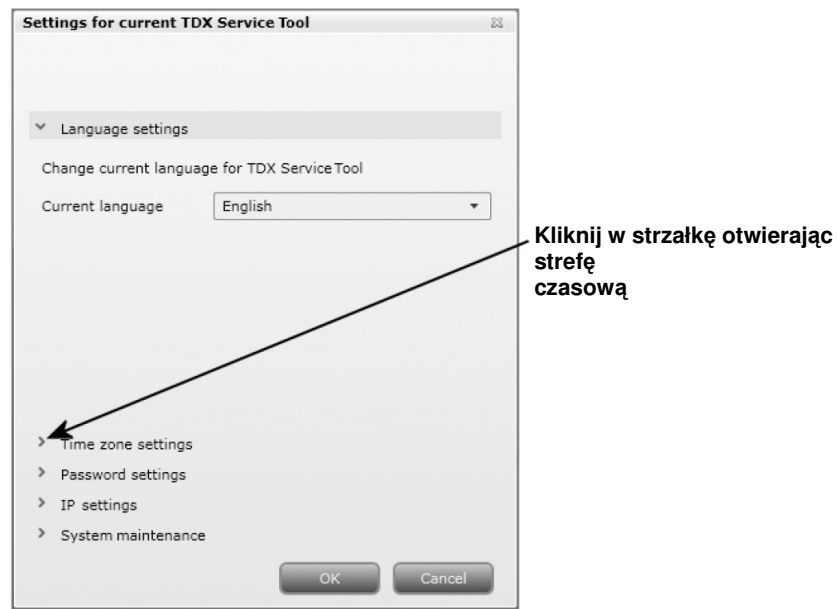 Settings for current TDX Service Tool
Language settings
Change current language for TDX Service Tool
Current language English
Kliknij w strzałkę otwierając
strefę
czasową
Time zone settings
Password settings
IP settings
System maintenance
OK Cancel